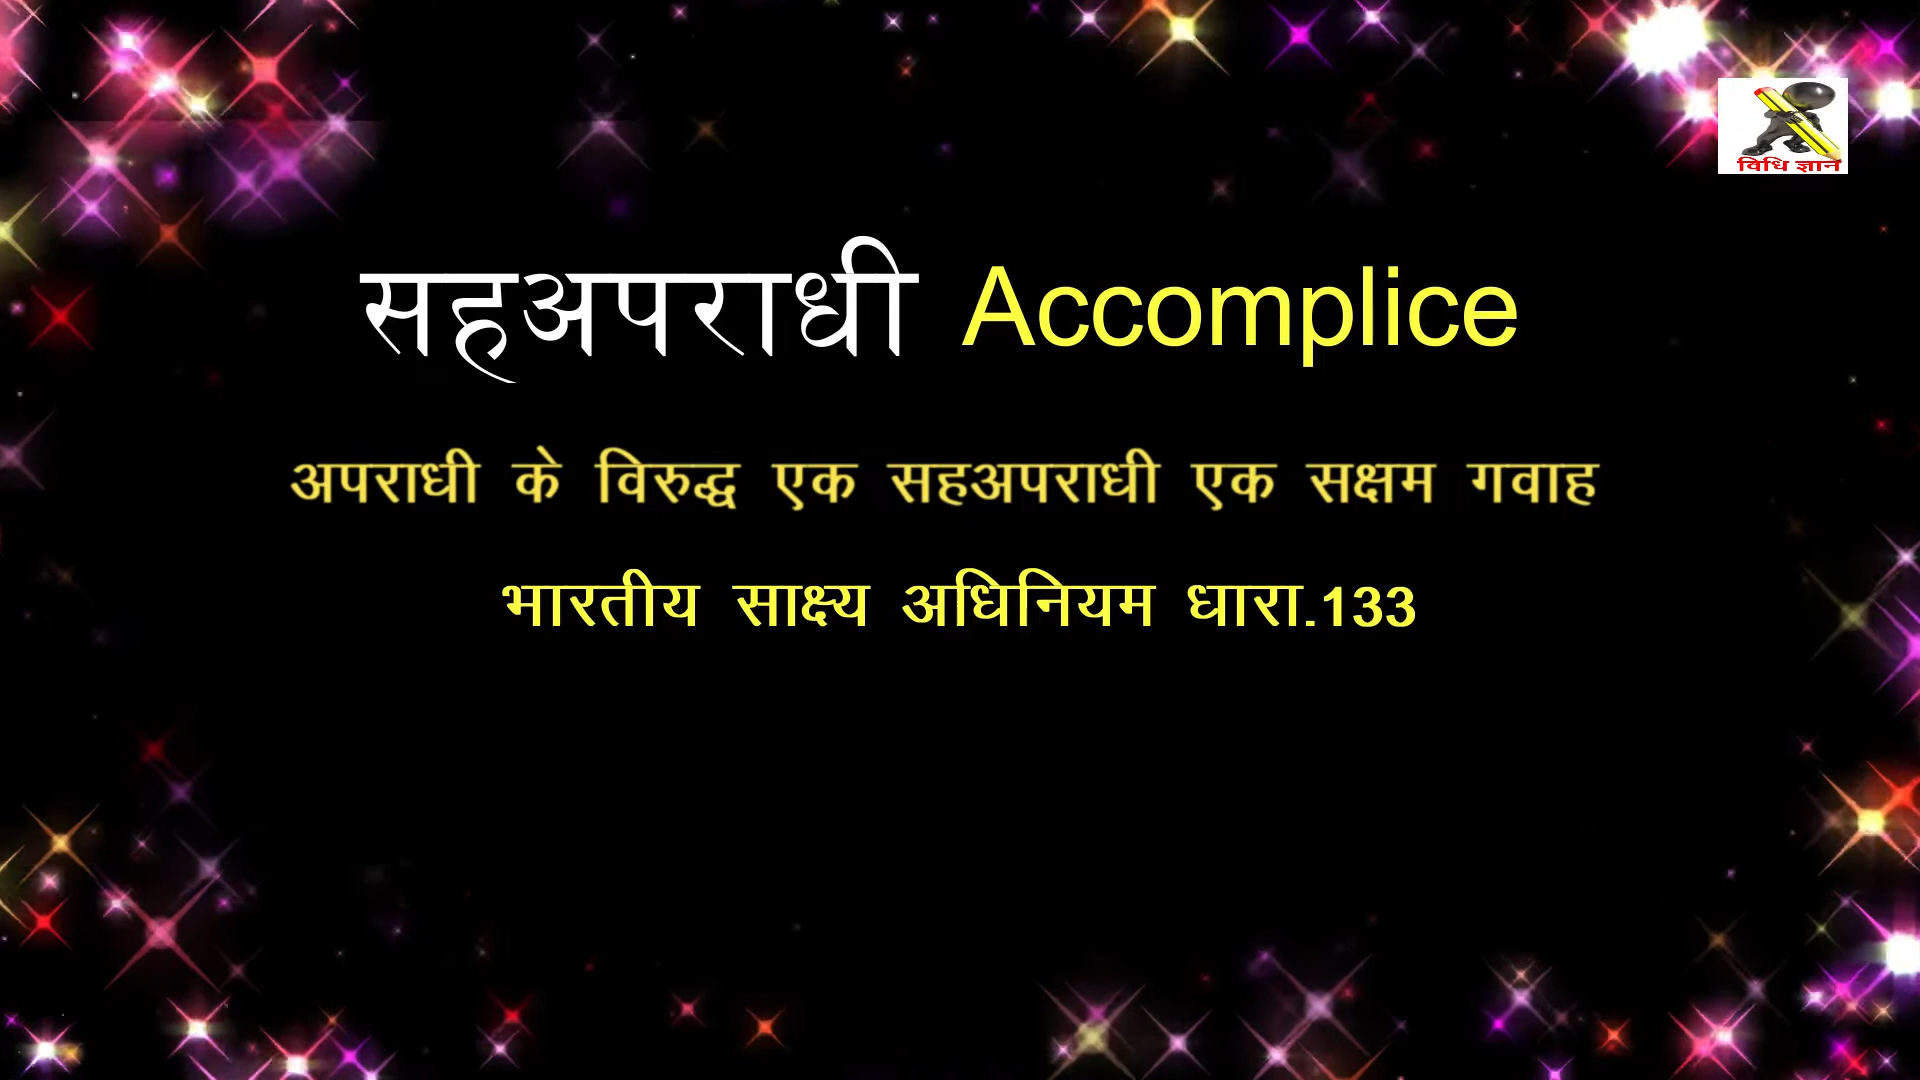 विधि ज्ञान
सहअपराधी Accomplice
अपराधी के विरुद्ध एक सहअपराधी एक सक्षम गवाह
भारतीय साक्ष्य अधिनियम धारा.133